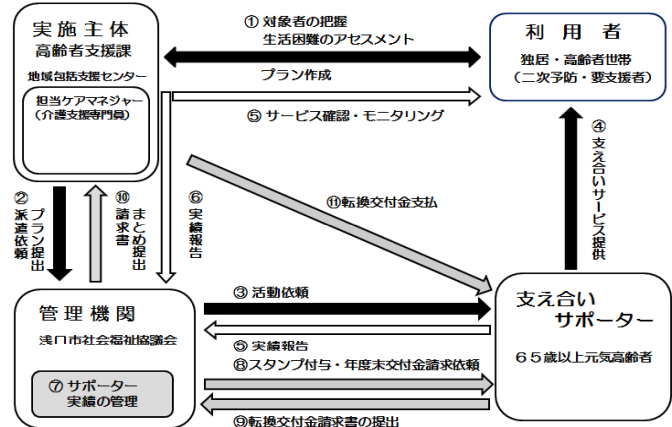 実施主体
高齢者支援課
地域包括支援センター
担当ケアマネジャー
（介護支援専門員）
① 対象者の把握
生活困難のアセスメント
プラン作成
⑤ サービス確認・モニタリング
利用者
独居・高齢者世帯
（二次予防・要支援者）
④支え合いサービス提供
②プラン提出
派遣依頼
⑩まとめ提出
請求書
⑥実績報告
⑪転換交付金支払
管理機関
浅口市社会福祉協議会
⑦ サポーター
実績の管理
③ 活動依頼
⑤ 実績報告
⑧スタンプ付与・年度末交付金請求依頼
⑨転換交付金請求書の提出
支え合い
サポーター
６５歳以上元気高齢者